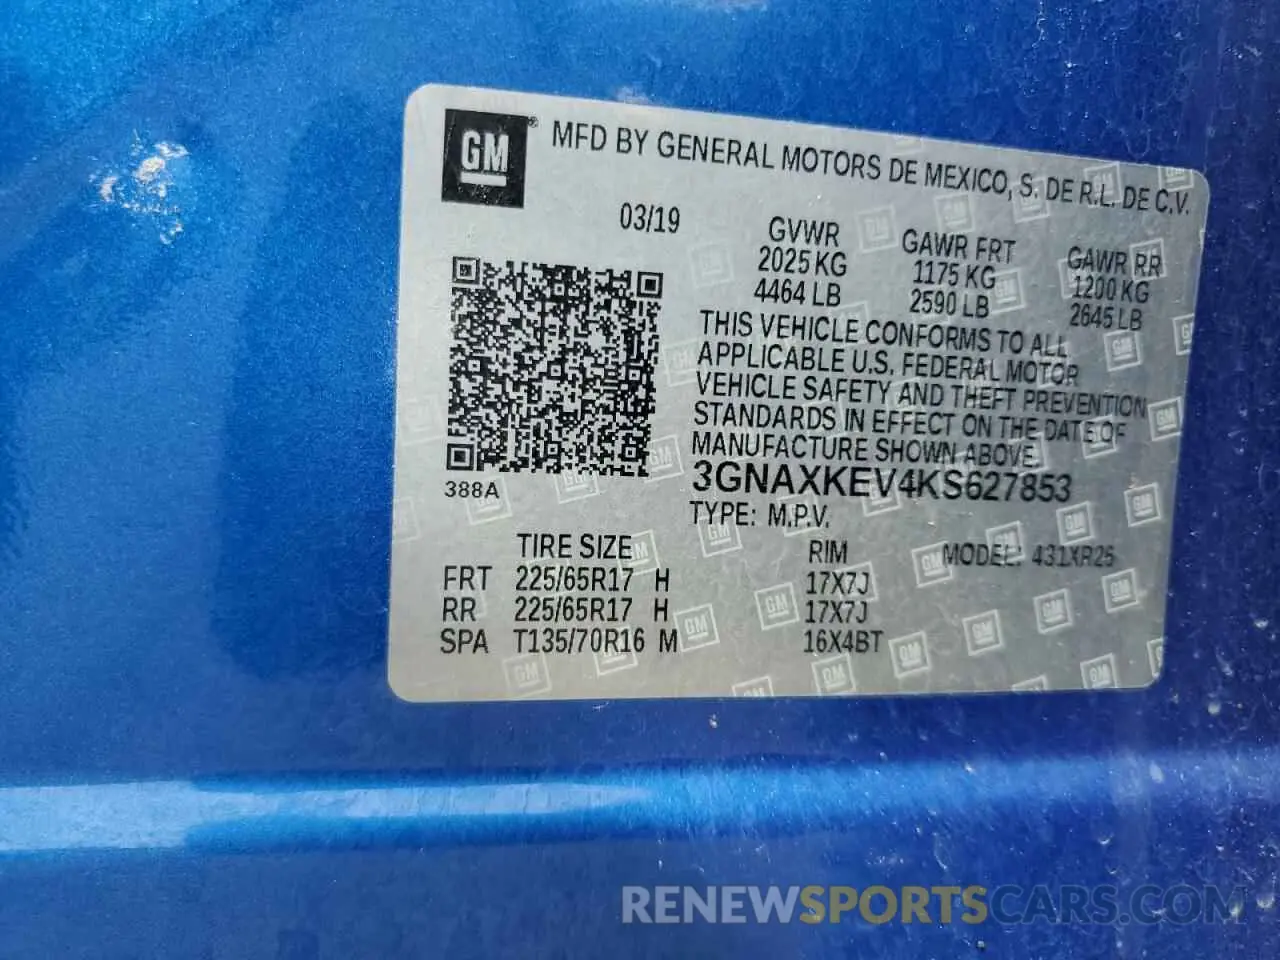 GM ® MFD BY GENERAL MOTORS DE MEXICO, S. DE R.L. DE C.V.
03/19
GVWR GAWR FRT GAWR RR
2025 KG 1175 KG 1200 KG
4464 LB 2590 LB 2645 LB
THIS VEHICLE CONFORMS TO ALL
APPLICABLE U.S. FEDERAL MOTOR
VEHICLE SAFETY AND THEFT PREVENTION
STANDARDS IN EFFECT ON THE DATE OF
MANUFACTURE SHOWN ABOVE.
3GNAXKEV4KS627853
388A
TYPE: M.P.V.
TIRE SIZE RIM MODEL: 431XR26
FRT 225/65R17 H 17X7J
RR 225/65R17 H 17X7J
SPA T135/70R16 M 16X4BT
RENEWSPORTSCARS.COM